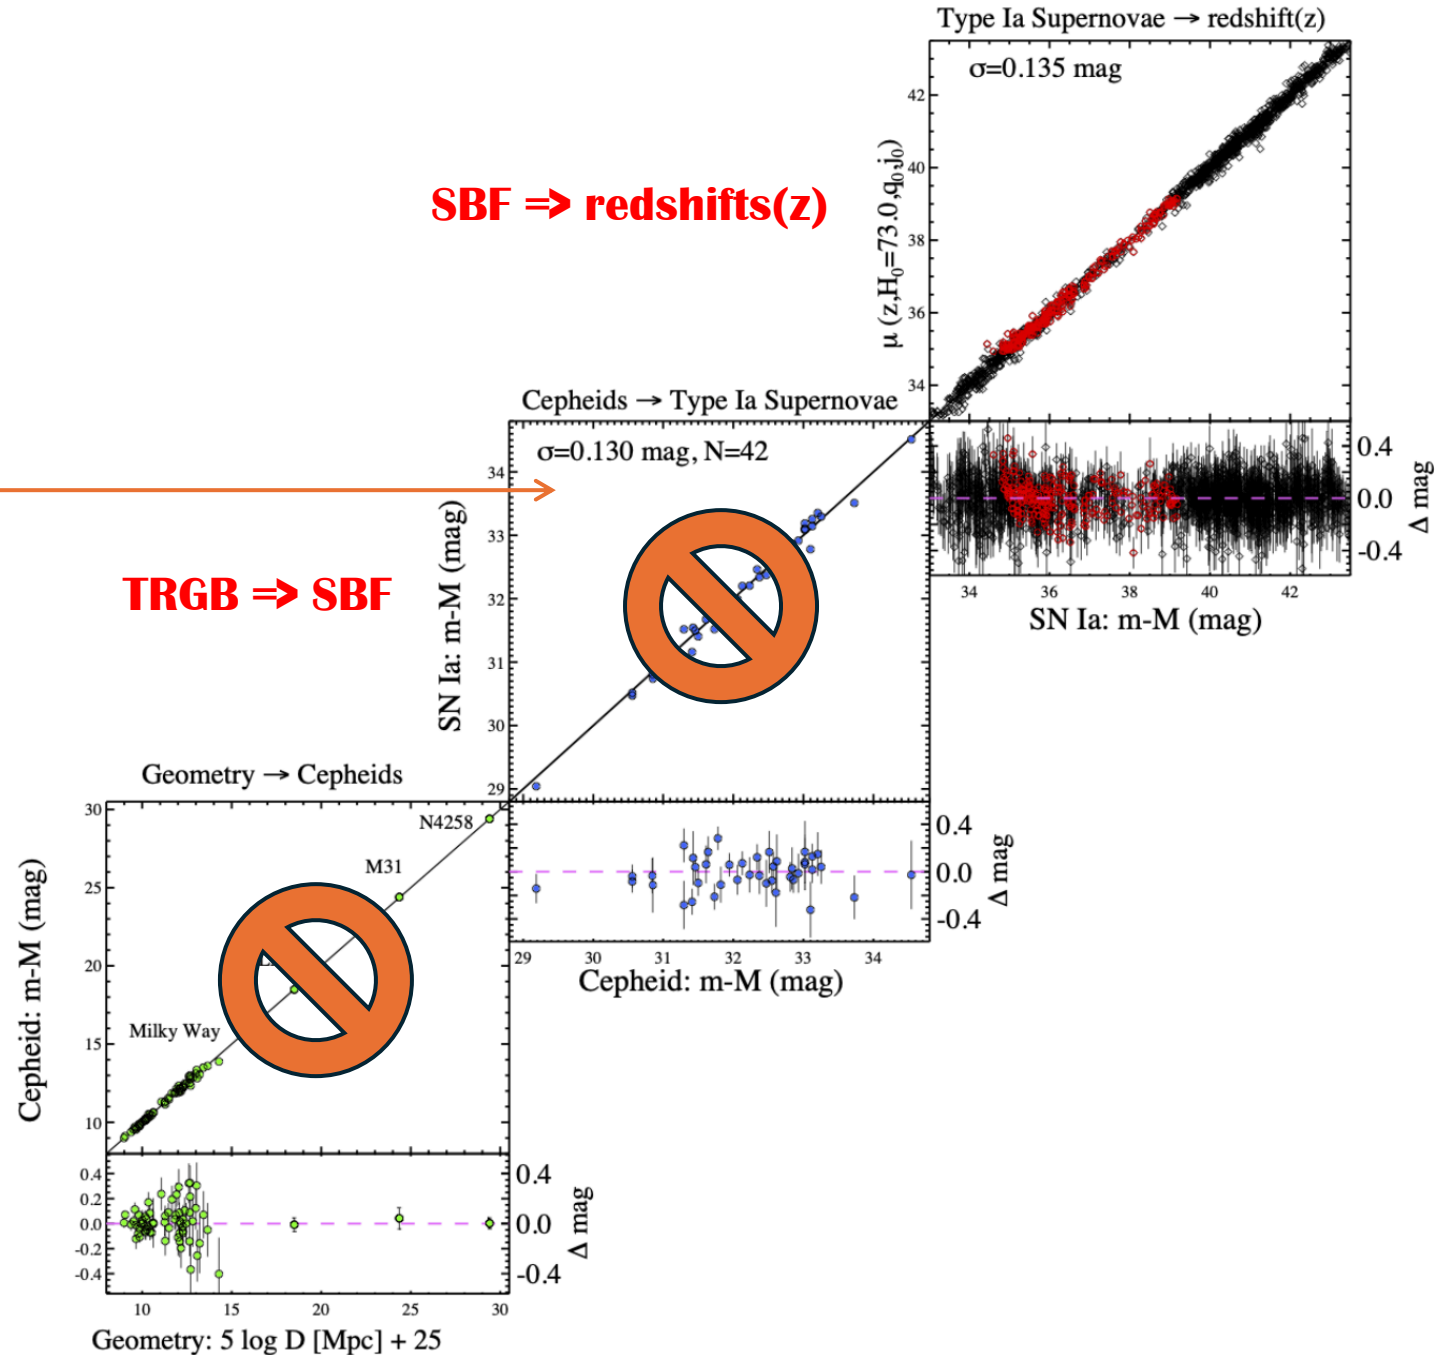 Type Ia Supernovae → redshift(z)
σ=0.135 mag
42
40
38
36
34
μ (z,H₀=73.0,q₀,j₀)
SBF => redshifts(z)
0.4
0.0
-0.4
Δ mag
34 36 38 40 42
SN Ia: m-M (mag)
Cepheids → Type Ia Supernovae
σ=0.130 mag, N=42
34
33
32
31
30
29
SN Ia: m-M (mag)
TRGB => SBF
0.4
0.0
-0.4
Δ mag
29 30 31 32 33 34
Cepheid: m-M (mag)
Geometry → Cepheids
N4258
M31
Milky Way
30
25
20
15
10
Cepheid: m-M (mag)
0.4
0.2
0.0
-0.2
-0.4
0.4
0.0
-0.4
Δ mag
10 15 20 25 30
Geometry: 5 log D [Mpc] + 25